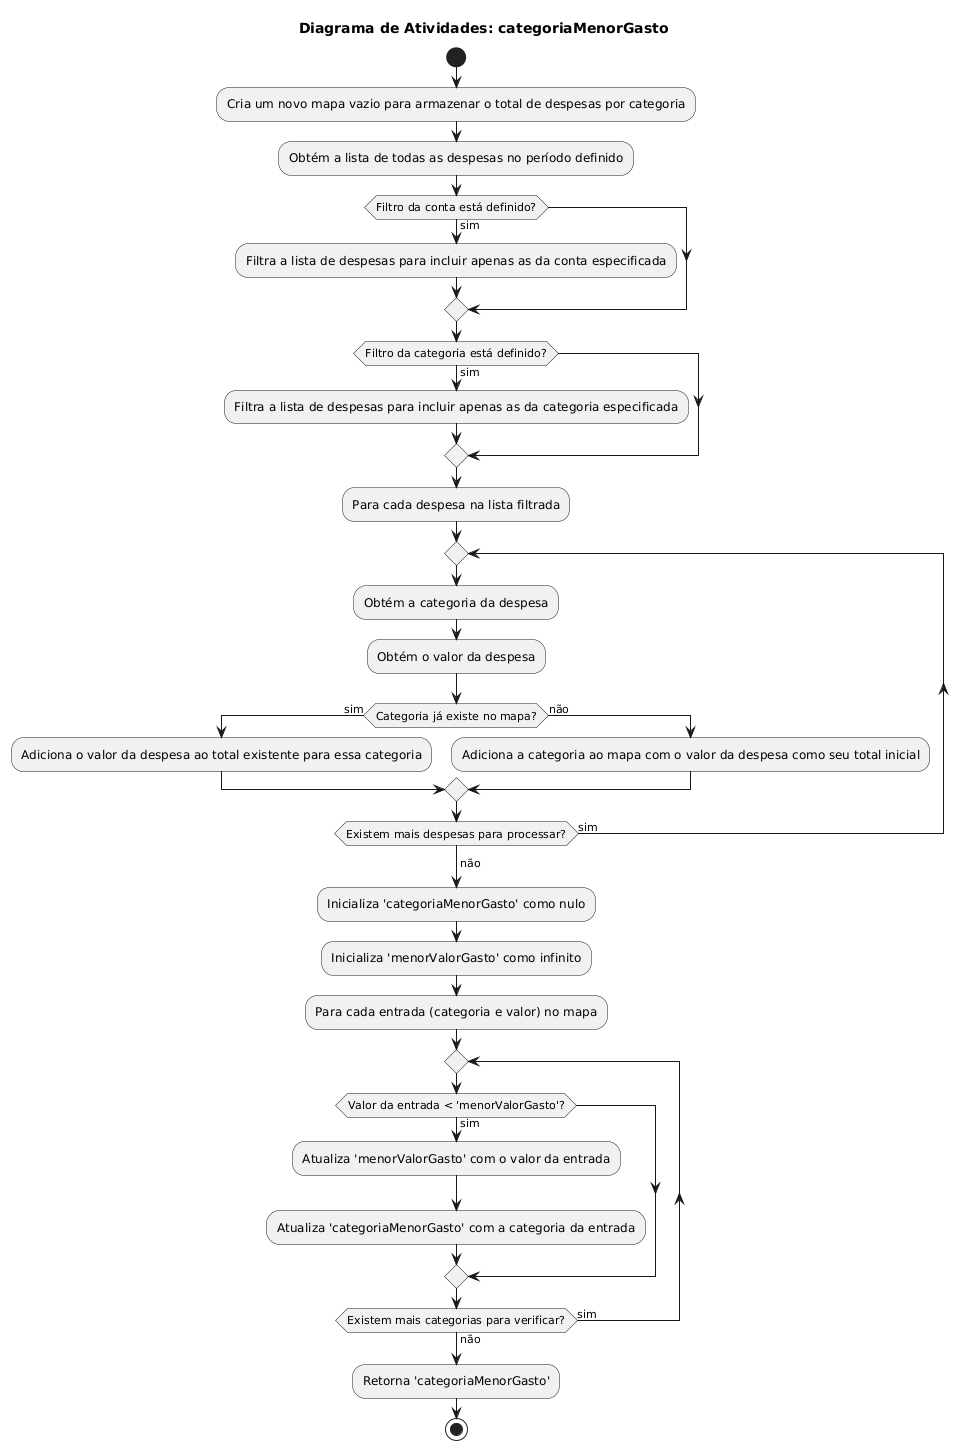 Diagrama de Atividades: categoriaMenorGasto
Cria um novo mapa vazio para armazenar o total de despesas por categoria
Obtém a lista de todas as despesas no período definido
Filtro da conta está definido?
sim
Filtra a lista de despesas para incluir apenas as da conta especificada
Filtro da categoria está definido?
sim
Filtra a lista de despesas para incluir apenas as da categoria especificada
Para cada despesa na lista filtrada
Obtém a categoria da despesa
Obtém o valor da despesa
sim
Categoria já existe no mapa?
não
Adiciona o valor da despesa ao total existente para essa categoria
Adiciona a categoria ao mapa com o valor da despesa como seu total inicial
Existem mais despesas para processar?
sim
não
Inicializa 'categoriaMenorGasto' como nulo
Inicializa 'menorValorGasto' como infinito
Para cada entrada (categoria e valor) no mapa
Valor da entrada < 'menorValorGasto'?
sim
Atualiza 'menorValorGasto' com o valor da entrada
Atualiza 'categoriaMenorGasto' com a categoria da entrada
Existem mais categorias para verificar?
sim
não
Retorna 'categoriaMenorGasto'